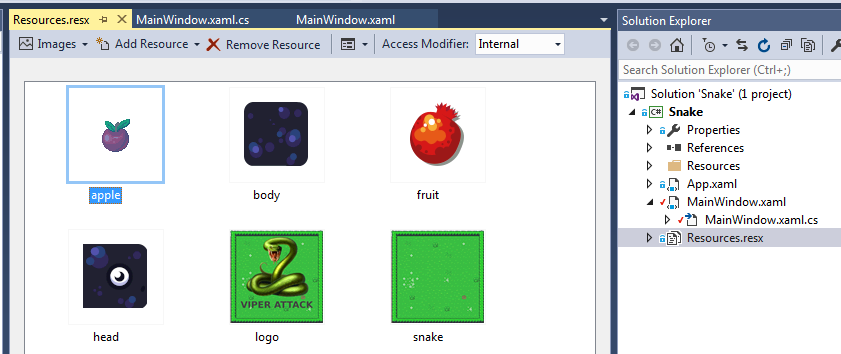 Resources.resx
MainWindow.xaml.cs
MainWindow.xaml
Images
Add Resource
Remove Resource
Access Modifier:
Internal
apple
body
fruit
VIPER ATTACK
head
logo
snake
Solution Explorer
Search Solution Explorer (Ctrl+;)
Solution 'Snake' (1 project)
C# Snake
Properties
References
Resources
App.xaml
MainWindow.xaml
MainWindow.xaml.cs
Resources.resx